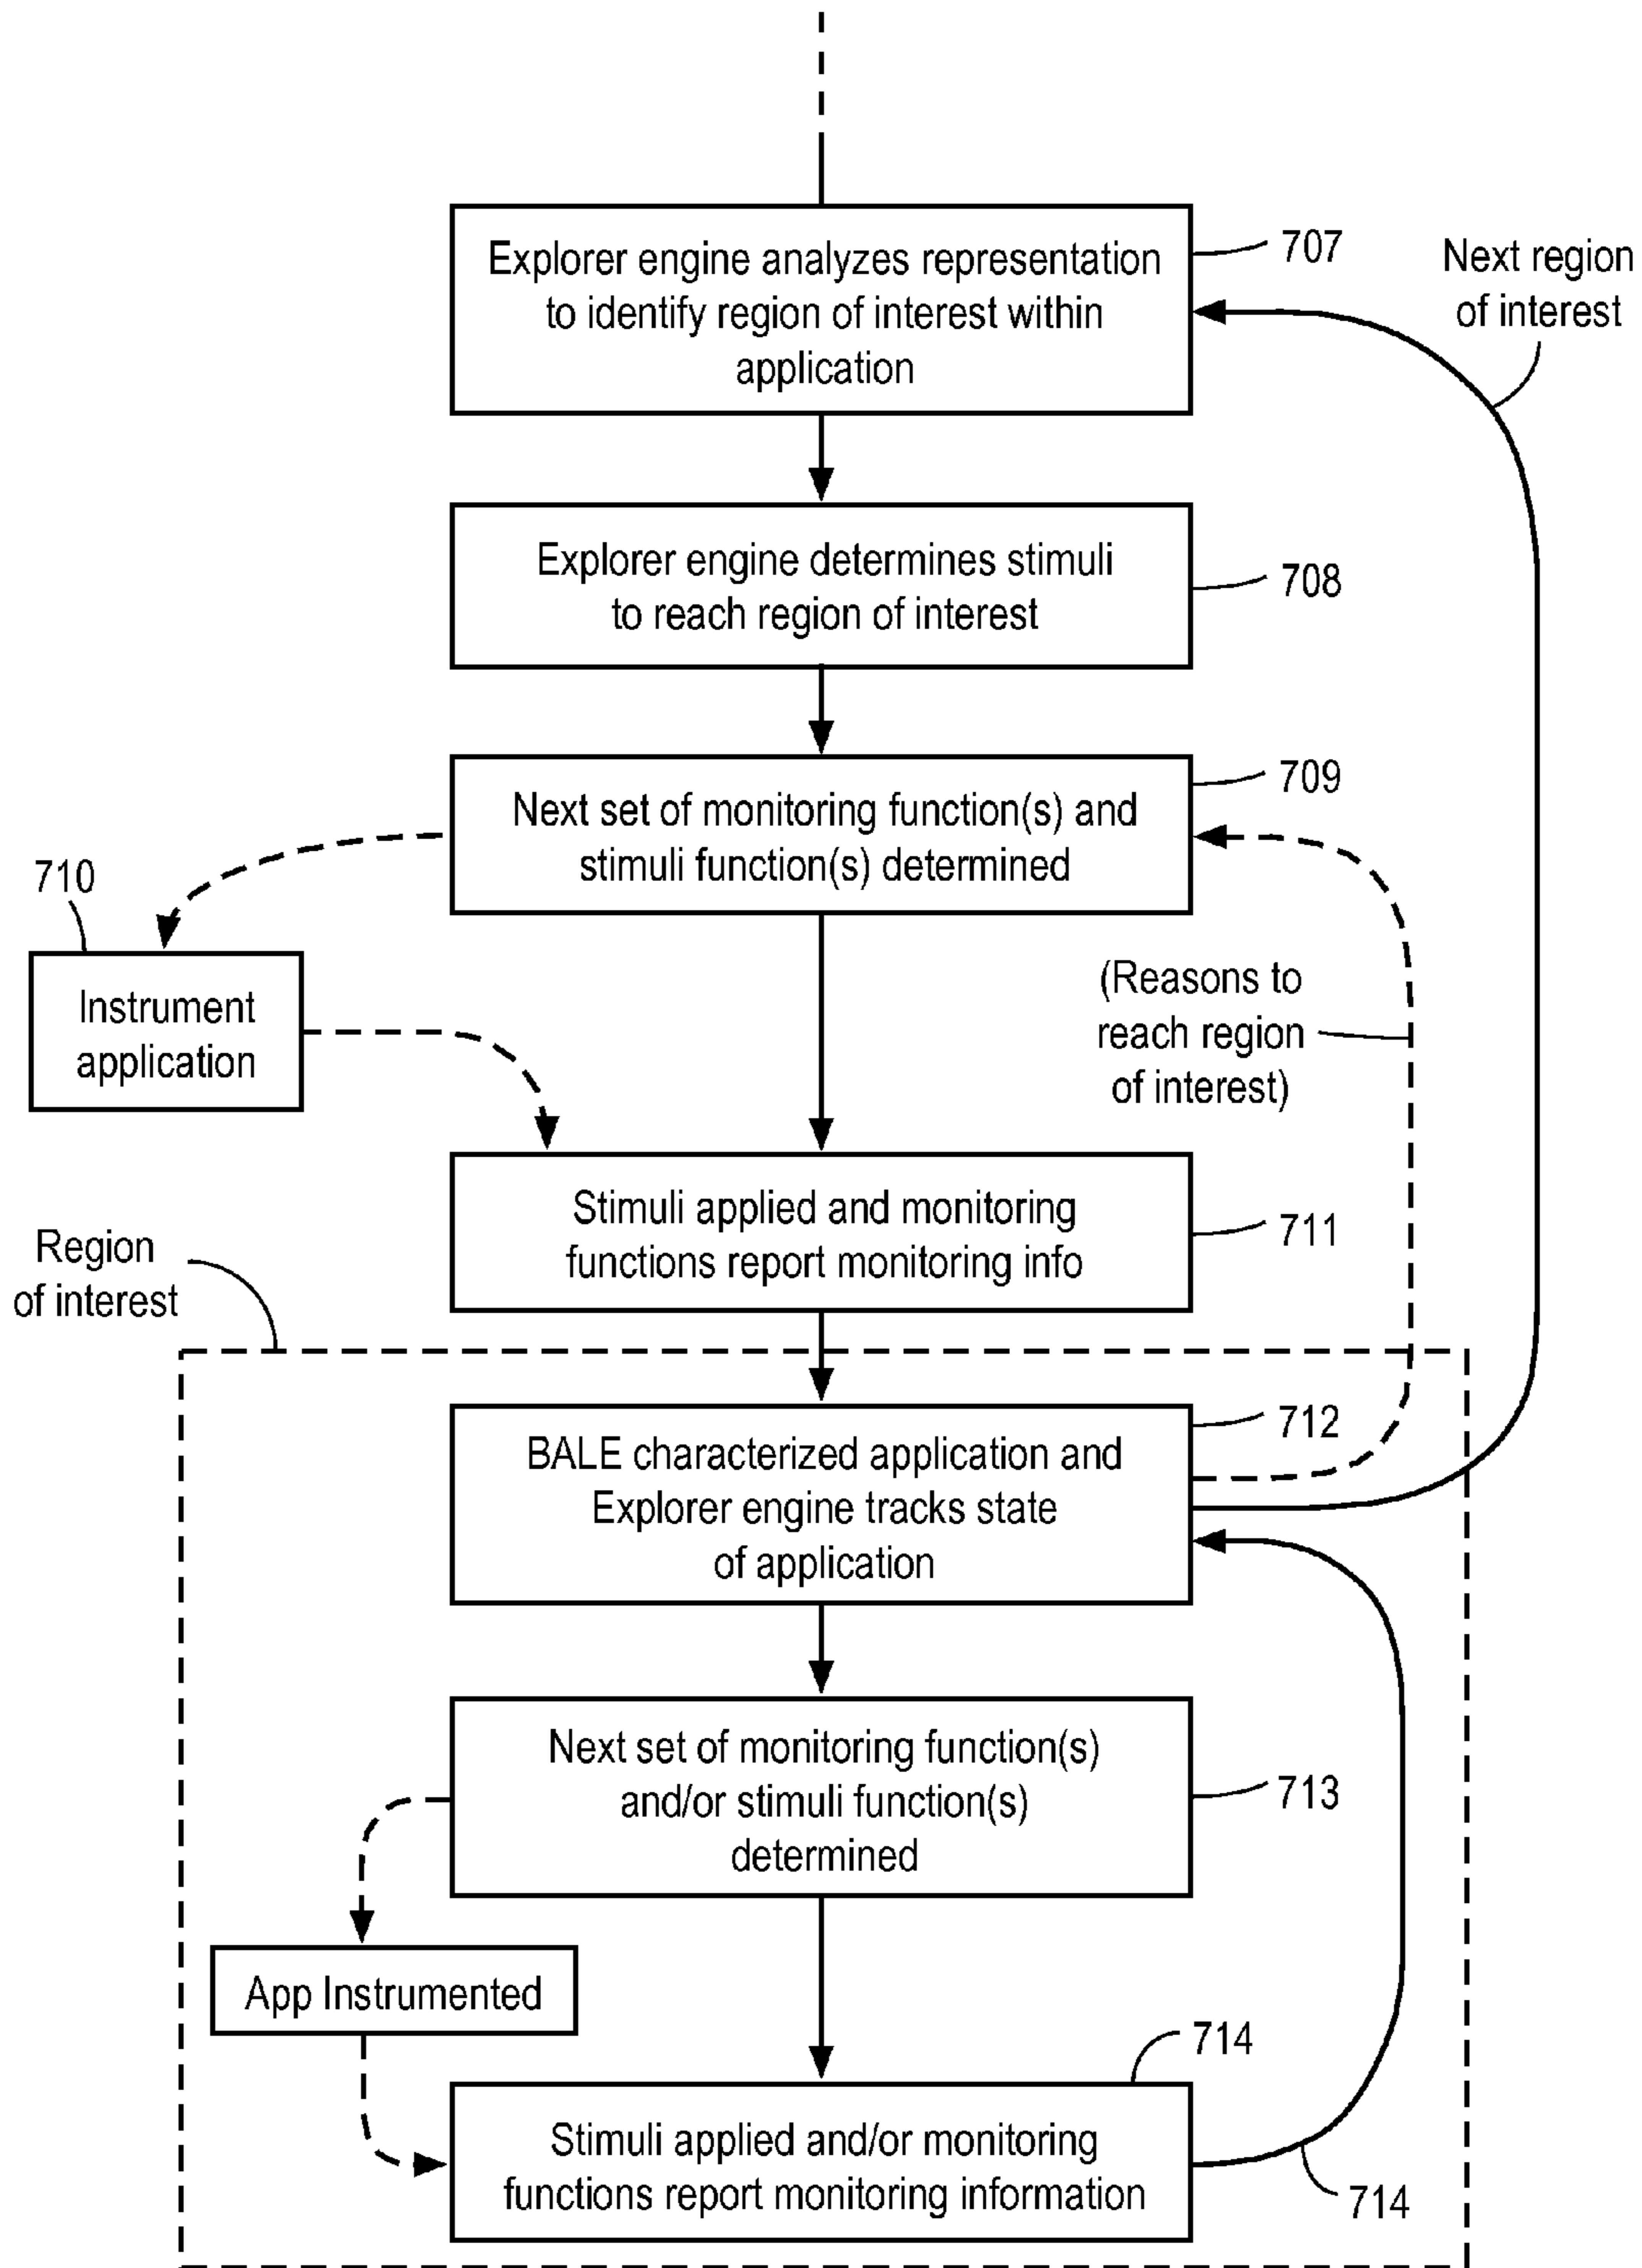 Explorer engine analyzes representation
to identify region of interest within
application
707
Next region
of interest
Explorer engine determines stimuli
to reach region of interest
708
Next set of monitoring function(s) and
stimuli function(s) determined
709
710
Instrument
application
(Reasons to
reach region
of interest)
Stimuli applied and monitoring
functions report monitoring info
711
Region
of interest
BALE characterized application and
Explorer engine tracks state
of application
712
Next set of monitoring function(s)
and/or stimuli function(s)
determined
713
App Instrumented
714
Stimuli applied and/or monitoring
functions report monitoring information
714